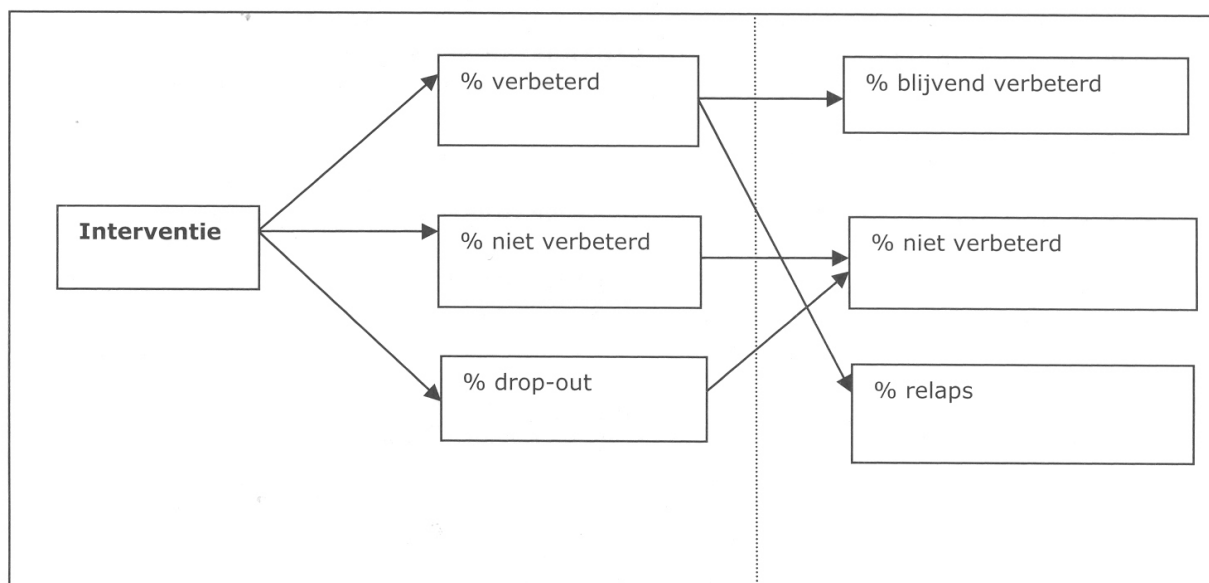 % verbeterd
% blijvend verbeterd
Interventie
% niet verbeterd
% niet verbeterd
% drop-out
% relaps